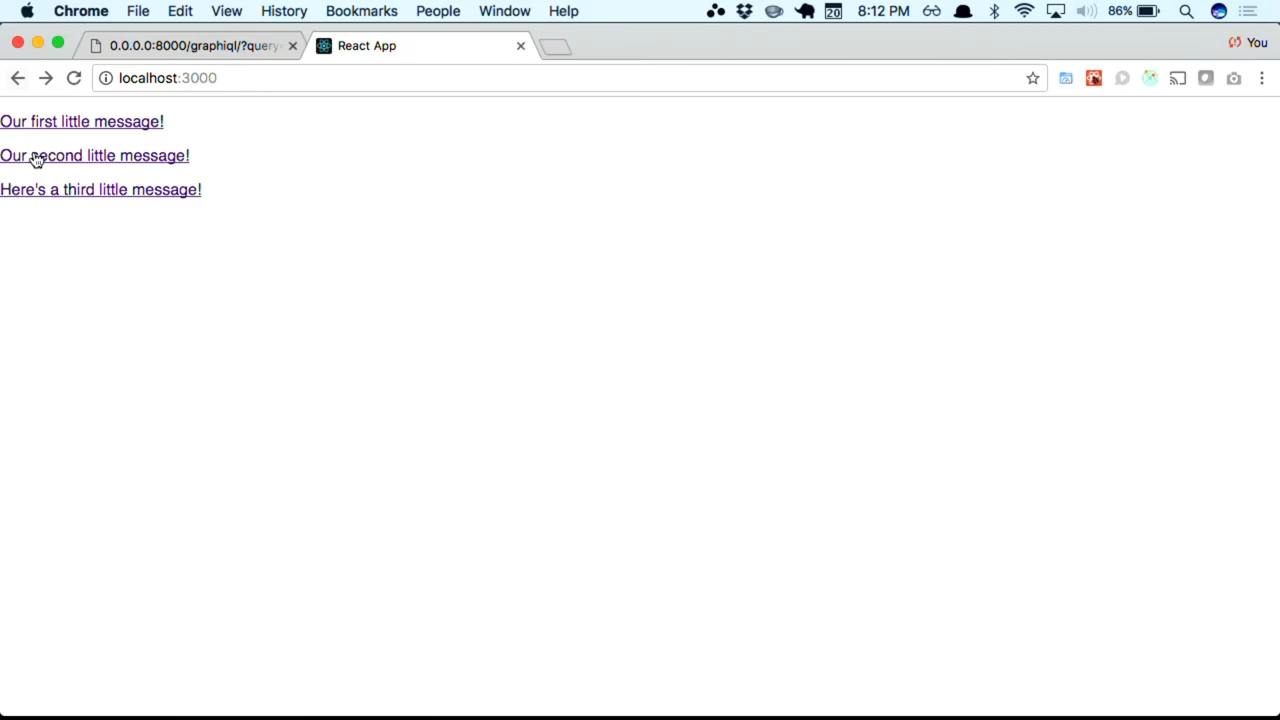 Chrome File Edit View History Bookmarks People Window Help 20 8:12 PM 86%
0.0.0.0:8000/graphiql/?query React App You
localhost:3000
Our first little message!
Our second little message!
Here's a third little message!